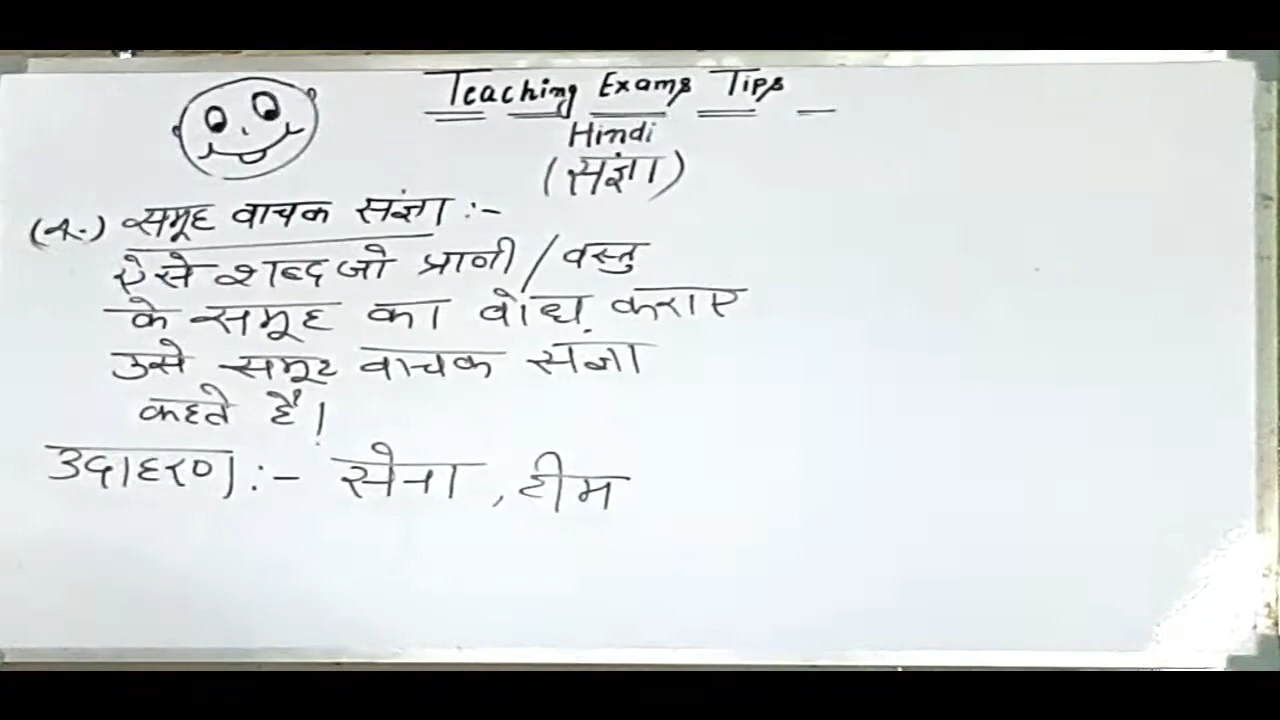 Teaching Exams Tips
Hindi
(संज्ञा)
समूह वाचक संज्ञा :-
ऐसे शब्द जो प्राणी / वस्तु
के समूह का बोध कराए
उसे समूह वाचक संज्ञा
कहते हैं।
उदाहरण :- सेना, टीम